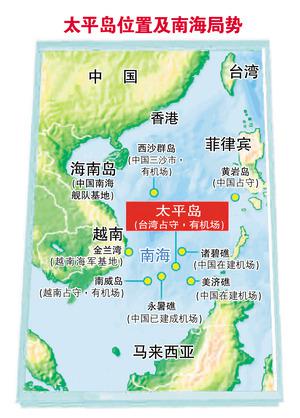 太平岛位置及南海局势
中国
台湾
香港
菲律宾
西沙群岛
(中国三沙市·
有机场)
海南岛
(中国南海
舰队基地)
黄岩岛
(中国占守)
太平岛
(台湾占守·有机场)
越南
金兰湾
(越南海军基地)
南海
诸碧礁
(中国在建机场)
南威岛
(越南占守·有机场)
美济礁
(中国在建机场)
永暑礁
(中国已建成机场)
马来西亚